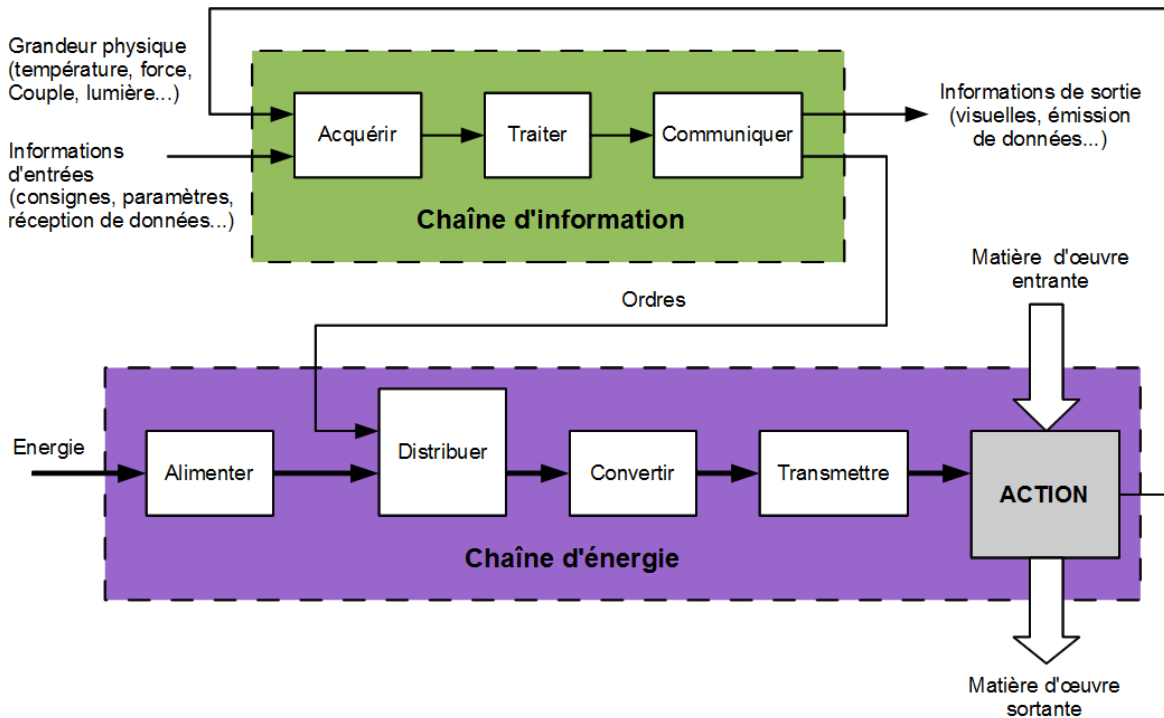 Grandeur physique
(température, force,
Couple, lumière...)
Informations
d'entrées
(consignes, paramètres,
réception de données...)
Acquérir
Traiter
Communiquer
Chaîne d'information
Informations de sortie
(visuelles, émission
de données...)
Ordres
Matière d'œuvre
entrante
Energie
Alimenter
Distribuer
Convertir
Transmettre
ACTION
Chaîne d'énergie
Matière d'œuvre
sortante